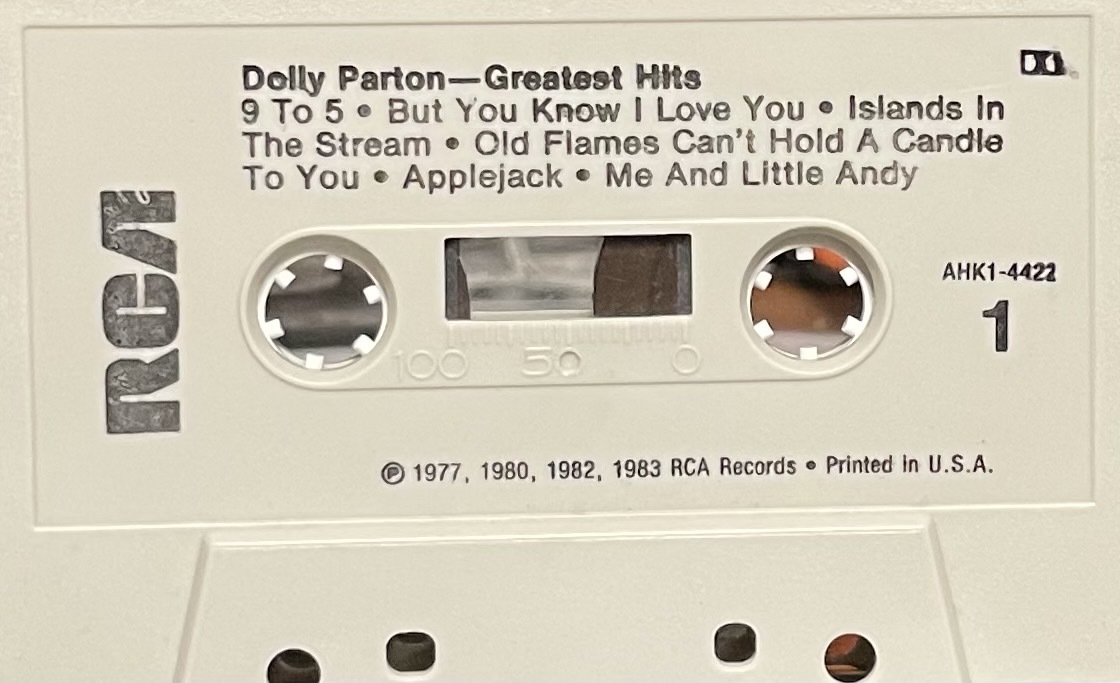 Dolly Parton—Greatest Hits
9 To 5 • But You Know I Love You • Islands In
The Stream • Old Flames Can't Hold A Candle
To You • Applejack • Me And Little Andy
RCA
AHK1-4422
1
100 50 0
℗ 1977, 1980, 1982, 1983 RCA Records • Printed in U.S.A.